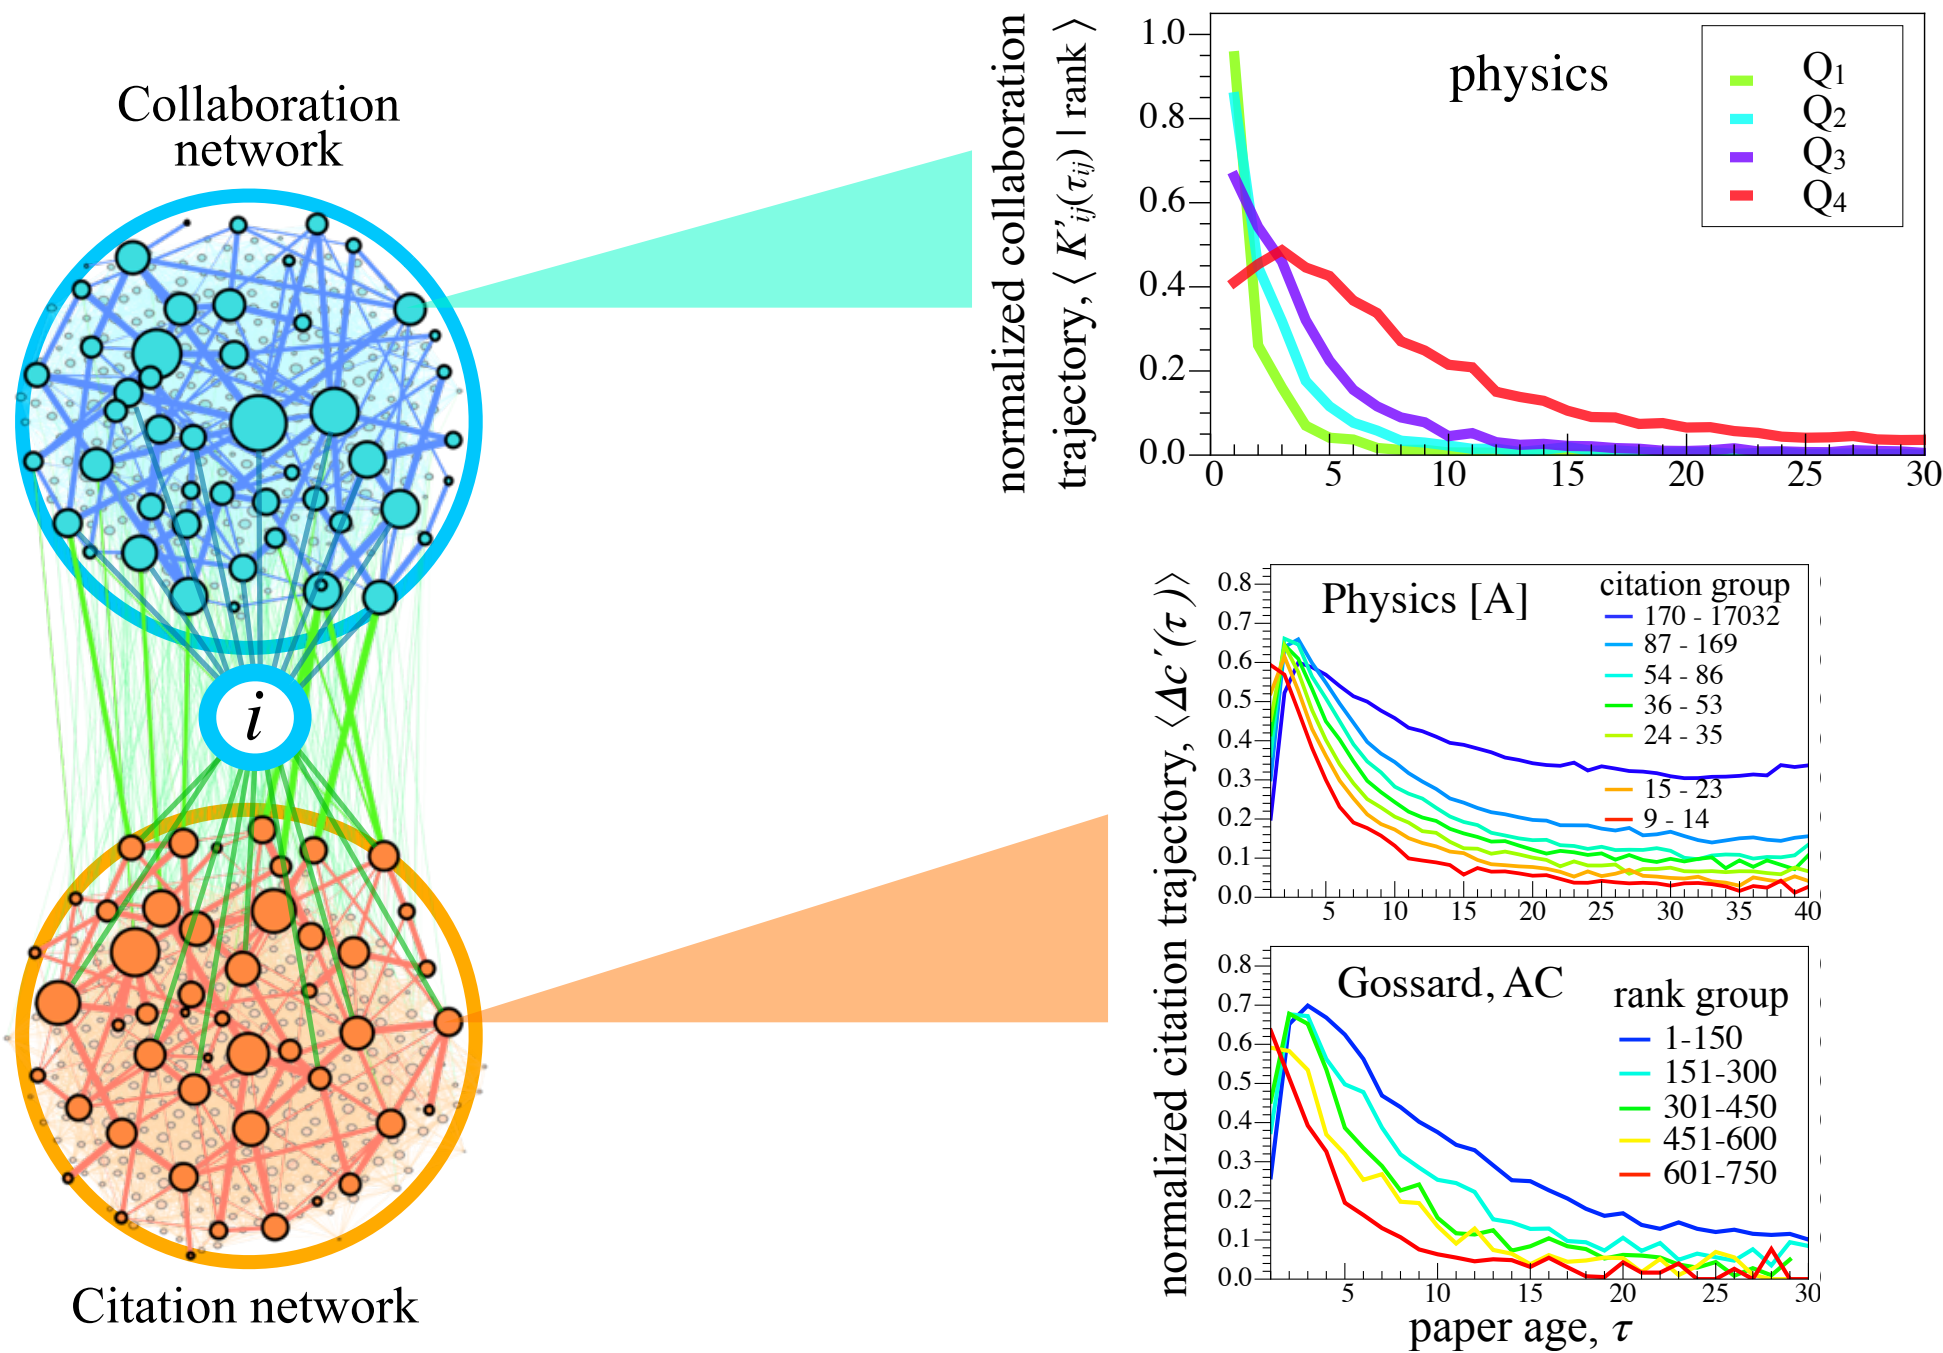 Collaboration
network
i
Citation network
normalized collaboration
trajectory, ⟨ K′ij(τij) | rank ⟩
physics
Q1
Q2
Q3
Q4
1.0
0.8
0.6
0.4
0.2
0.0
0 5 10 15 20 25 30
normalized citation trajectory, ⟨Δc′(τ)⟩
Physics [A]
citation group
170 - 17032
87 - 169
54 - 86
36 - 53
24 - 35
15 - 23
9 - 14
0.8
0.7
0.6
0.5
0.4
0.3
0.2
0.1
0.0
5 10 15 20 25 30 35 40
Gossard, AC
rank group
1-150
151-300
301-450
451-600
601-750
0.8
0.7
0.6
0.5
0.4
0.3
0.2
0.1
0.0
5 10 15 20 25 30
paper age, τ